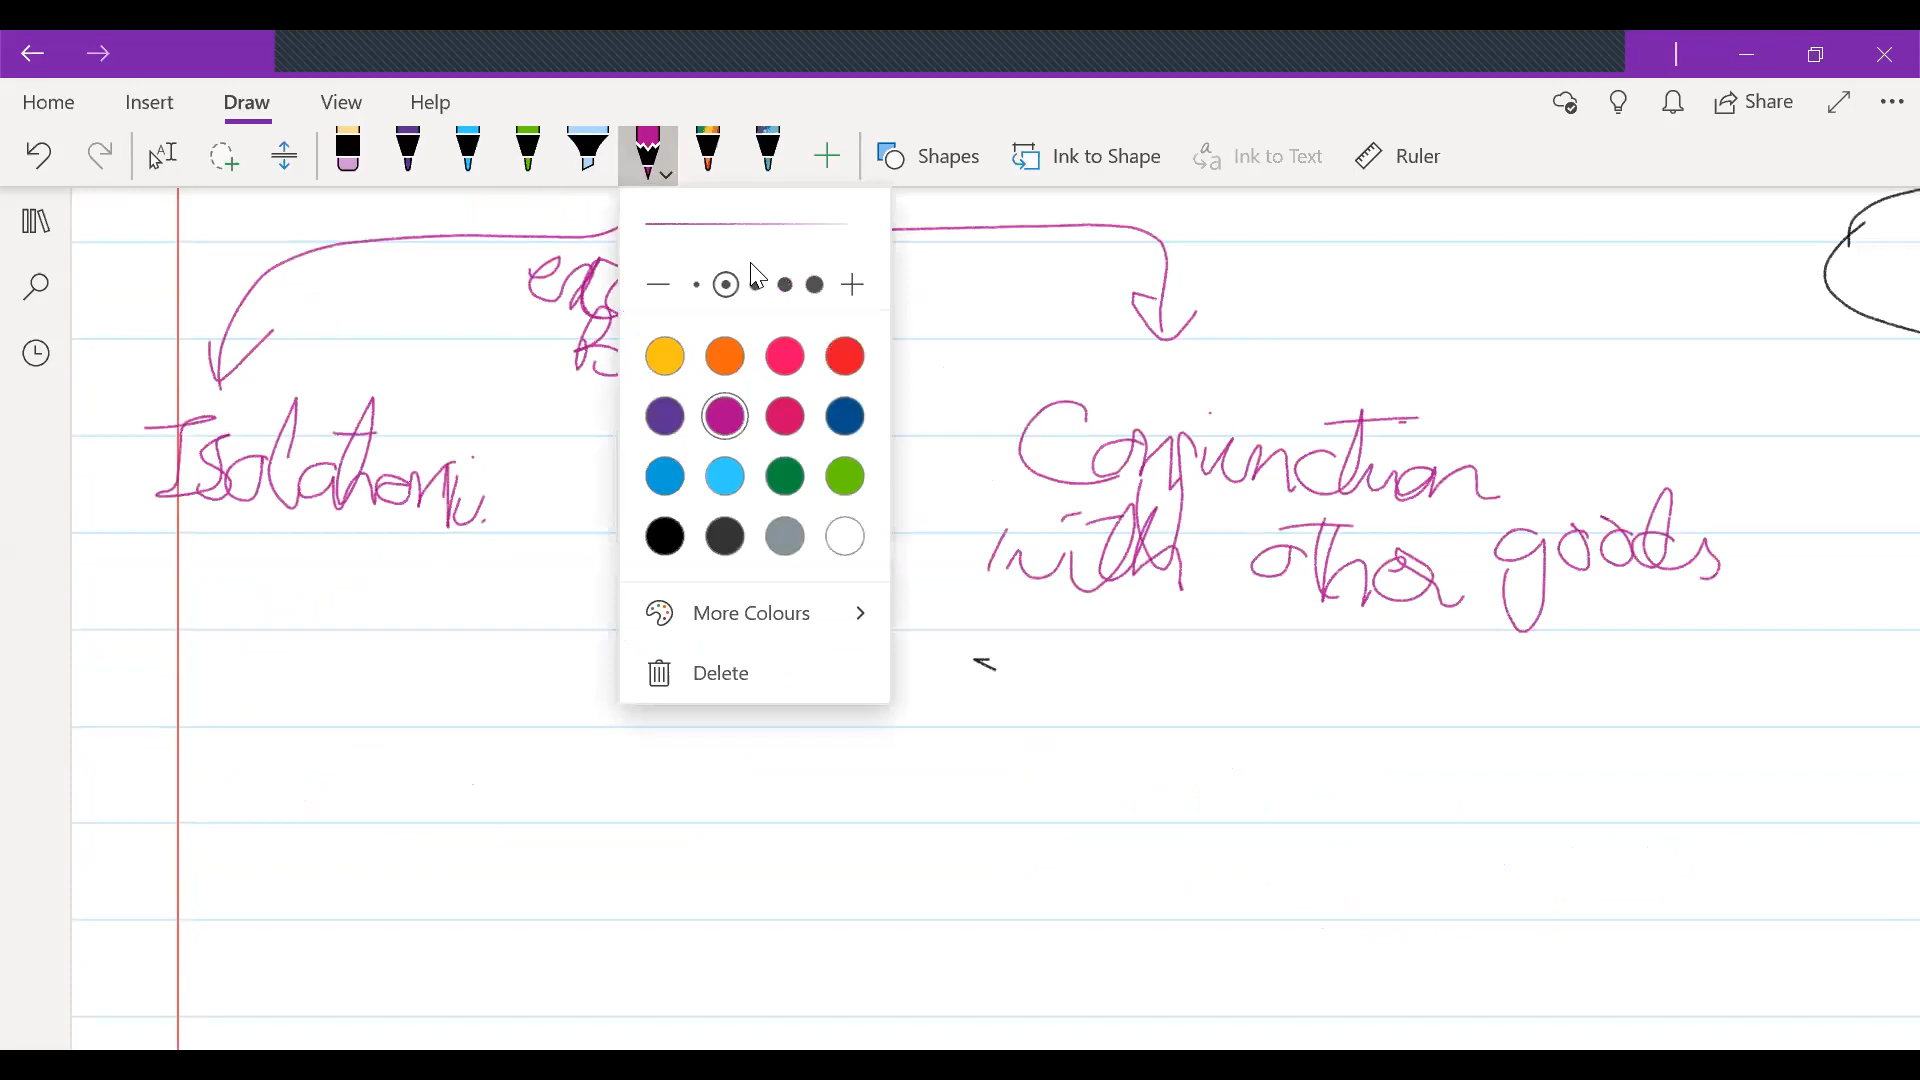 Home Insert Draw View Help Share
Shapes Ink to Shape Ink to Text Ruler
Isolation
Conjunction
with other goods
More Colours
Delete